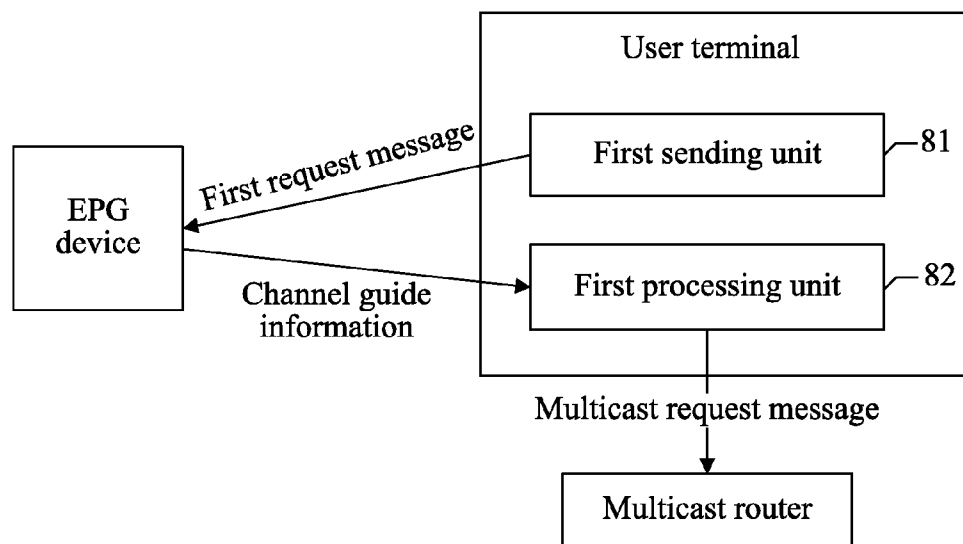 User terminal
First sending unit
81
First request message
EPG
device
First processing unit
82
Channel guide
information
Multicast request message
Multicast router